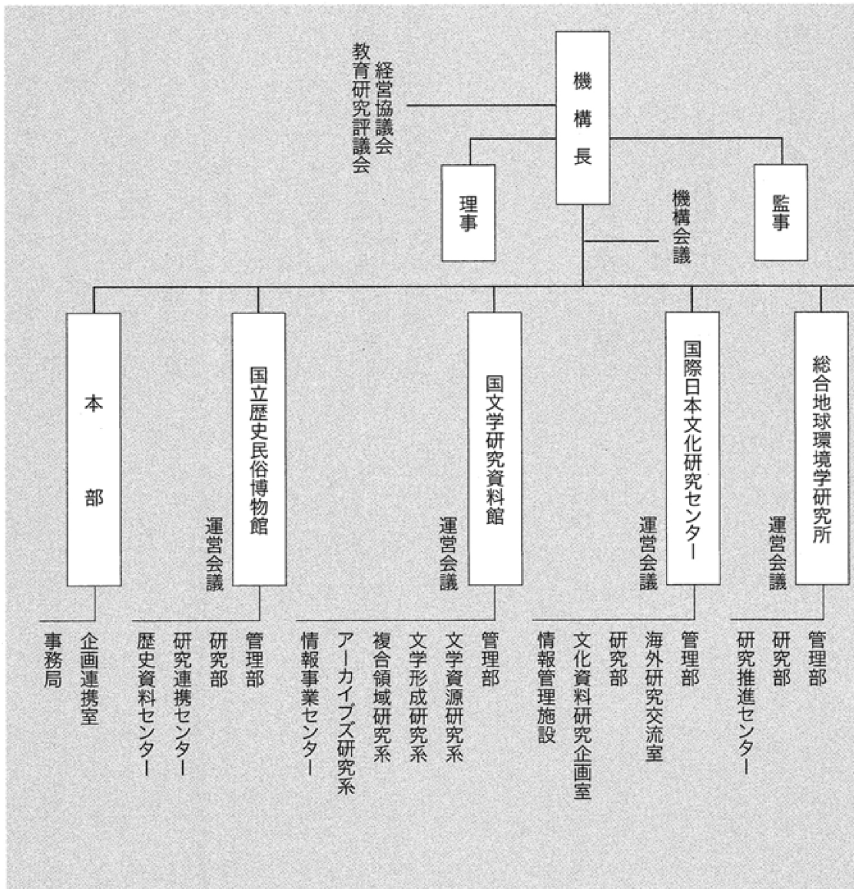 機構長
経営協議会
教育研究評議会
監事
理事
機構会議
総合地球環境学研究所
運営会議
管理部
研究部
研究推進センター
国際日本文化研究センター
運営会議
管理部
海外研究交流室
研究部
文化資料研究企画室
情報管理施設
国文学研究資料館
運営会議
管理部
文学資源研究系
文学形成研究系
複合領域研究系
アーカイブズ研究系
情報事業センター
国立歴史民俗博物館
運営会議
管理部
研究部
研究連携センター
歴史資料センター
本部
企画連携室
事務局